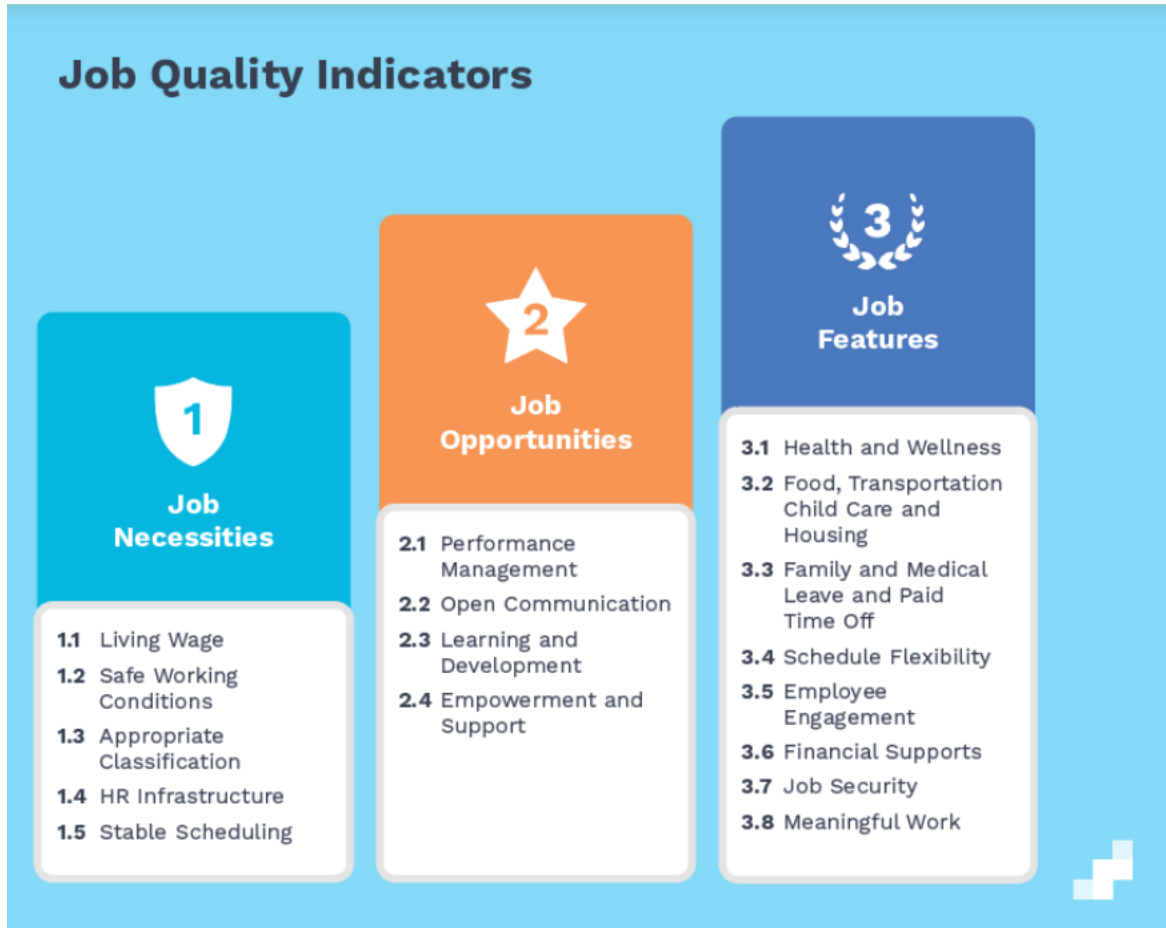 Job Quality Indicators
1
Job
Necessities
1.1 Living Wage
1.2 Safe Working
Conditions
1.3 Appropriate
Classification
1.4 HR Infrastructure
1.5 Stable Scheduling
2
Job
Opportunities
2.1 Performance
Management
2.2 Open Communication
2.3 Learning and
Development
2.4 Empowerment and
Support
3
Job
Features
3.1 Health and Wellness
3.2 Food, Transportation
Child Care and
Housing
3.3 Family and Medical
Leave and Paid
Time Off
3.4 Schedule Flexibility
3.5 Employee
Engagement
3.6 Financial Supports
3.7 Job Security
3.8 Meaningful Work